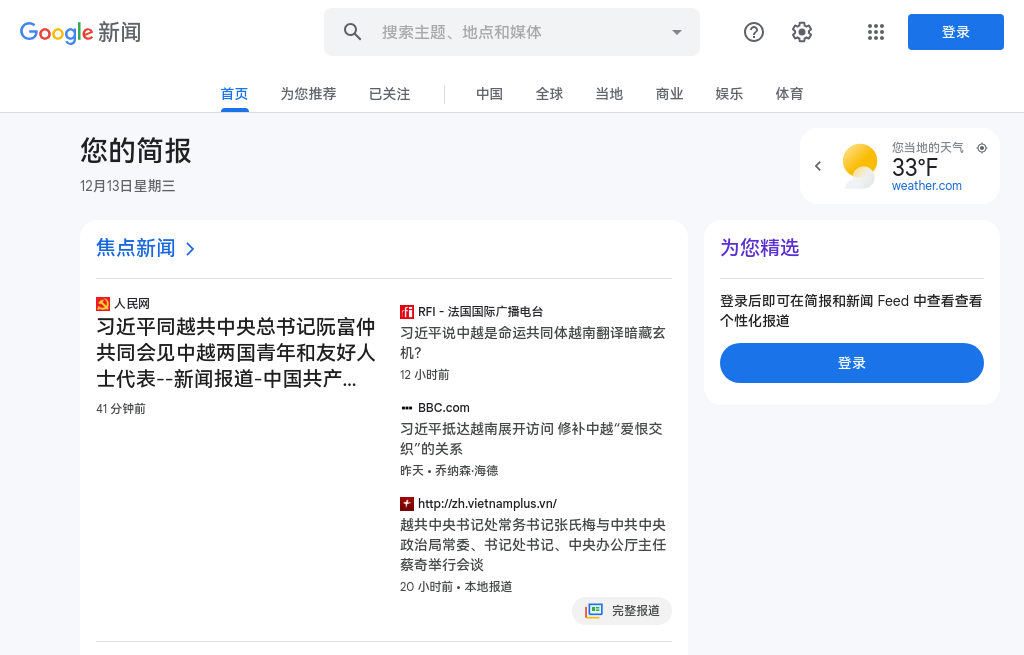 Google 新闻
搜索主题、地点和媒体
登录
首页
为您推荐
已关注
中国
全球
当地
商业
娱乐
体育
您的简报
12月13日星期三
您当地的天气
33°F
weather.com
焦点新闻
人民网
习近平同越共中央总书记阮富仲
共同会见中越两国青年和友好人
士代表--新闻报道-中国共产...
41 分钟前
RFI - 法国国际广播电台
习近平说中越是命运共同体越南翻译暗藏玄
机？
12 小时前
BBC.com
习近平抵达越南展开访问 修补中越“爱恨交
织”的关系
昨天 • 乔纳森·海德
http://zh.vietnamplus.vn/
越共中央书记处常务书记张氏梅与中共中央
政治局常委、书记处书记、中央办公厅主任
蔡奇举行会谈
20 小时前 • 本地报道
完整报道
为您精选
登录后即可在简报和新闻 Feed 中查看查看
个性化报道
登录